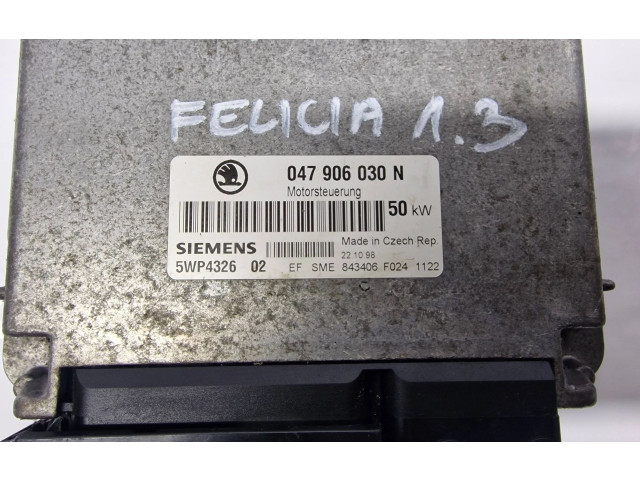 FELICIA 1.3
047 906 030 N
Motorsteuerung
50 kW
SIEMENS Made in Czech Rep.
22 10 98
5WP4326 02 EF SME 843406 F024 1122